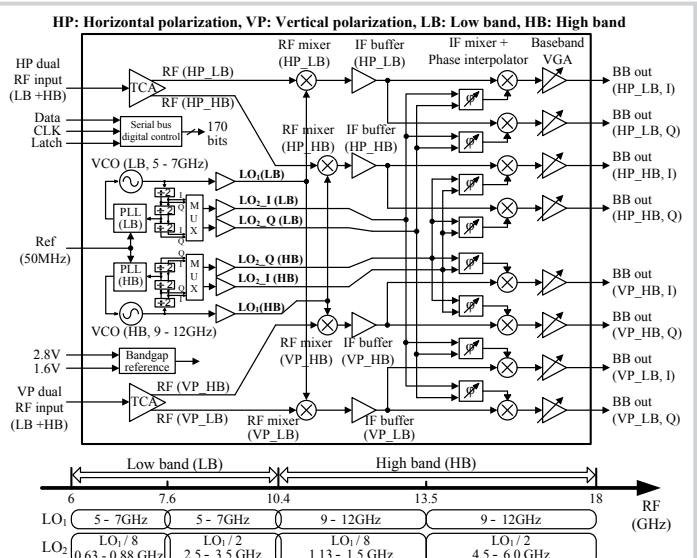 HP: Horizontal polarization, VP: Vertical polarization, LB: Low band, HB: High band
HP dual
RF input
(LB +HB)
TCA
RF (HP_LB)
RF (HP_HB)
RF mixer
(HP_LB)
IF buffer
(HP_LB)
IF mixer +
Phase interpolator
Baseband
VGA
BB out
(HP_LB, I)
Data
CLK
Latch
Serial bus
digital control
170
bits
RF mixer
(HP_HB)
IF buffer
(HP_HB)
φ
φ
BB out
(HP_LB, Q)
VCO (LB, 5 - 7GHz)
LO1(LB)
φ
BB out
(HP_HB, I)
PLL
(LB)
÷2
÷2
÷2
I
Q
I
Q
M
U
X
LO2_I (LB)
LO2_Q (LB)
φ
BB out
(HP_HB, Q)
Ref
(50MHz)
PLL
(HB)
÷2
÷2
÷2
Q
I
Q
I
M
U
X
LO2_Q (HB)
LO2_I (HB)
φ
BB out
(VP_HB, I)
LO1(HB)
VCO (HB, 9 - 12GHz)
φ
BB out
(VP_HB, Q)
2.8V
1.6V
Bandgap
reference
RF mixer
(VP_HB)
IF buffer
(VP_HB)
φ
BB out
(VP_LB, I)
VP dual
RF input
(LB +HB)
TCA
RF (VP_HB)
RF (VP_LB)
RF mixer
(VP_LB)
IF buffer
(VP_LB)
φ
BB out
(VP_LB, Q)
Low band (LB)
High band (HB)
6
7.6
10.4
13.5
18
RF
(GHz)
LO1
5 - 7GHz
5 - 7GHz
9 - 12GHz
9 - 12GHz
LO2
LO1 / 8
0.63 - 0.88 GHz
LO1 / 2
2.5 - 3.5 GHz
LO1 / 8
1.13 - 1.5 GHz
LO1 / 2
4.5 - 6.0 GHz